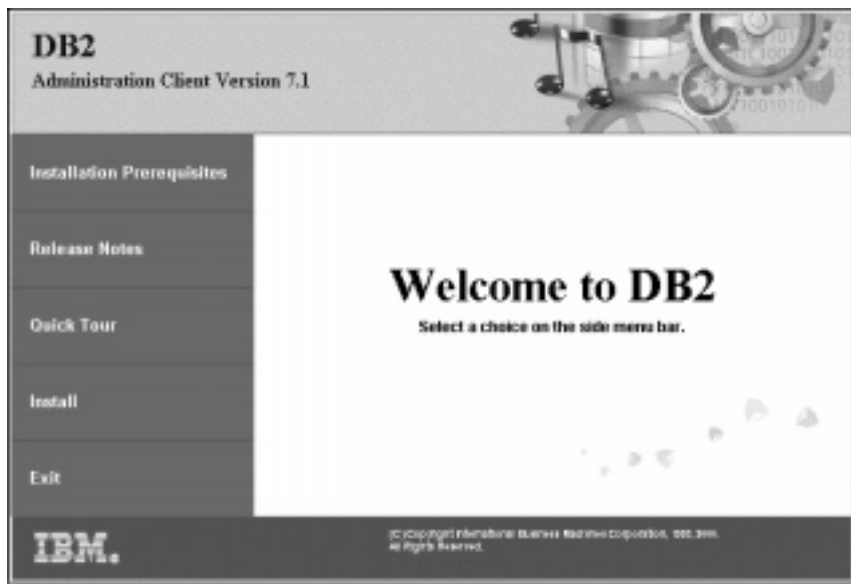 DB2
Administration Client Version 7.1
Installation Prerequisites
Release Notes
Quick Tour
Install
Exit
Welcome to DB2
Select a choice on the side menu bar.
IBM.
(C) Copyright International Business Machines Corporation,
All Rights Reserved.